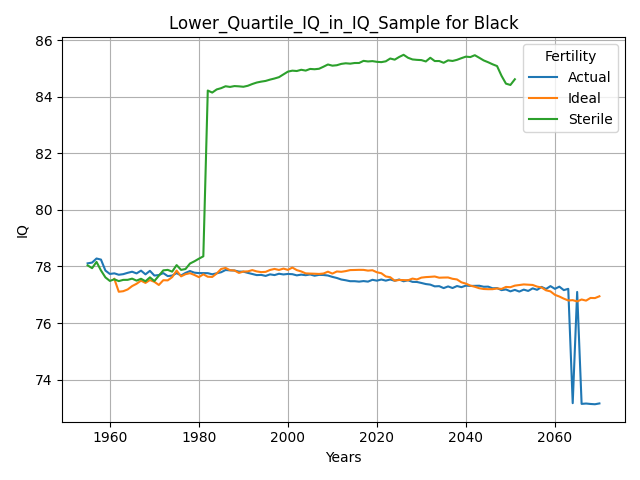 Lower_Quartile_IQ_in_IQ_Sample for Black
86
84
82
80
78
76
74
IQ
Fertility
Actual
Ideal
Sterile
1960 1980 2000 2020 2040 2060
Years